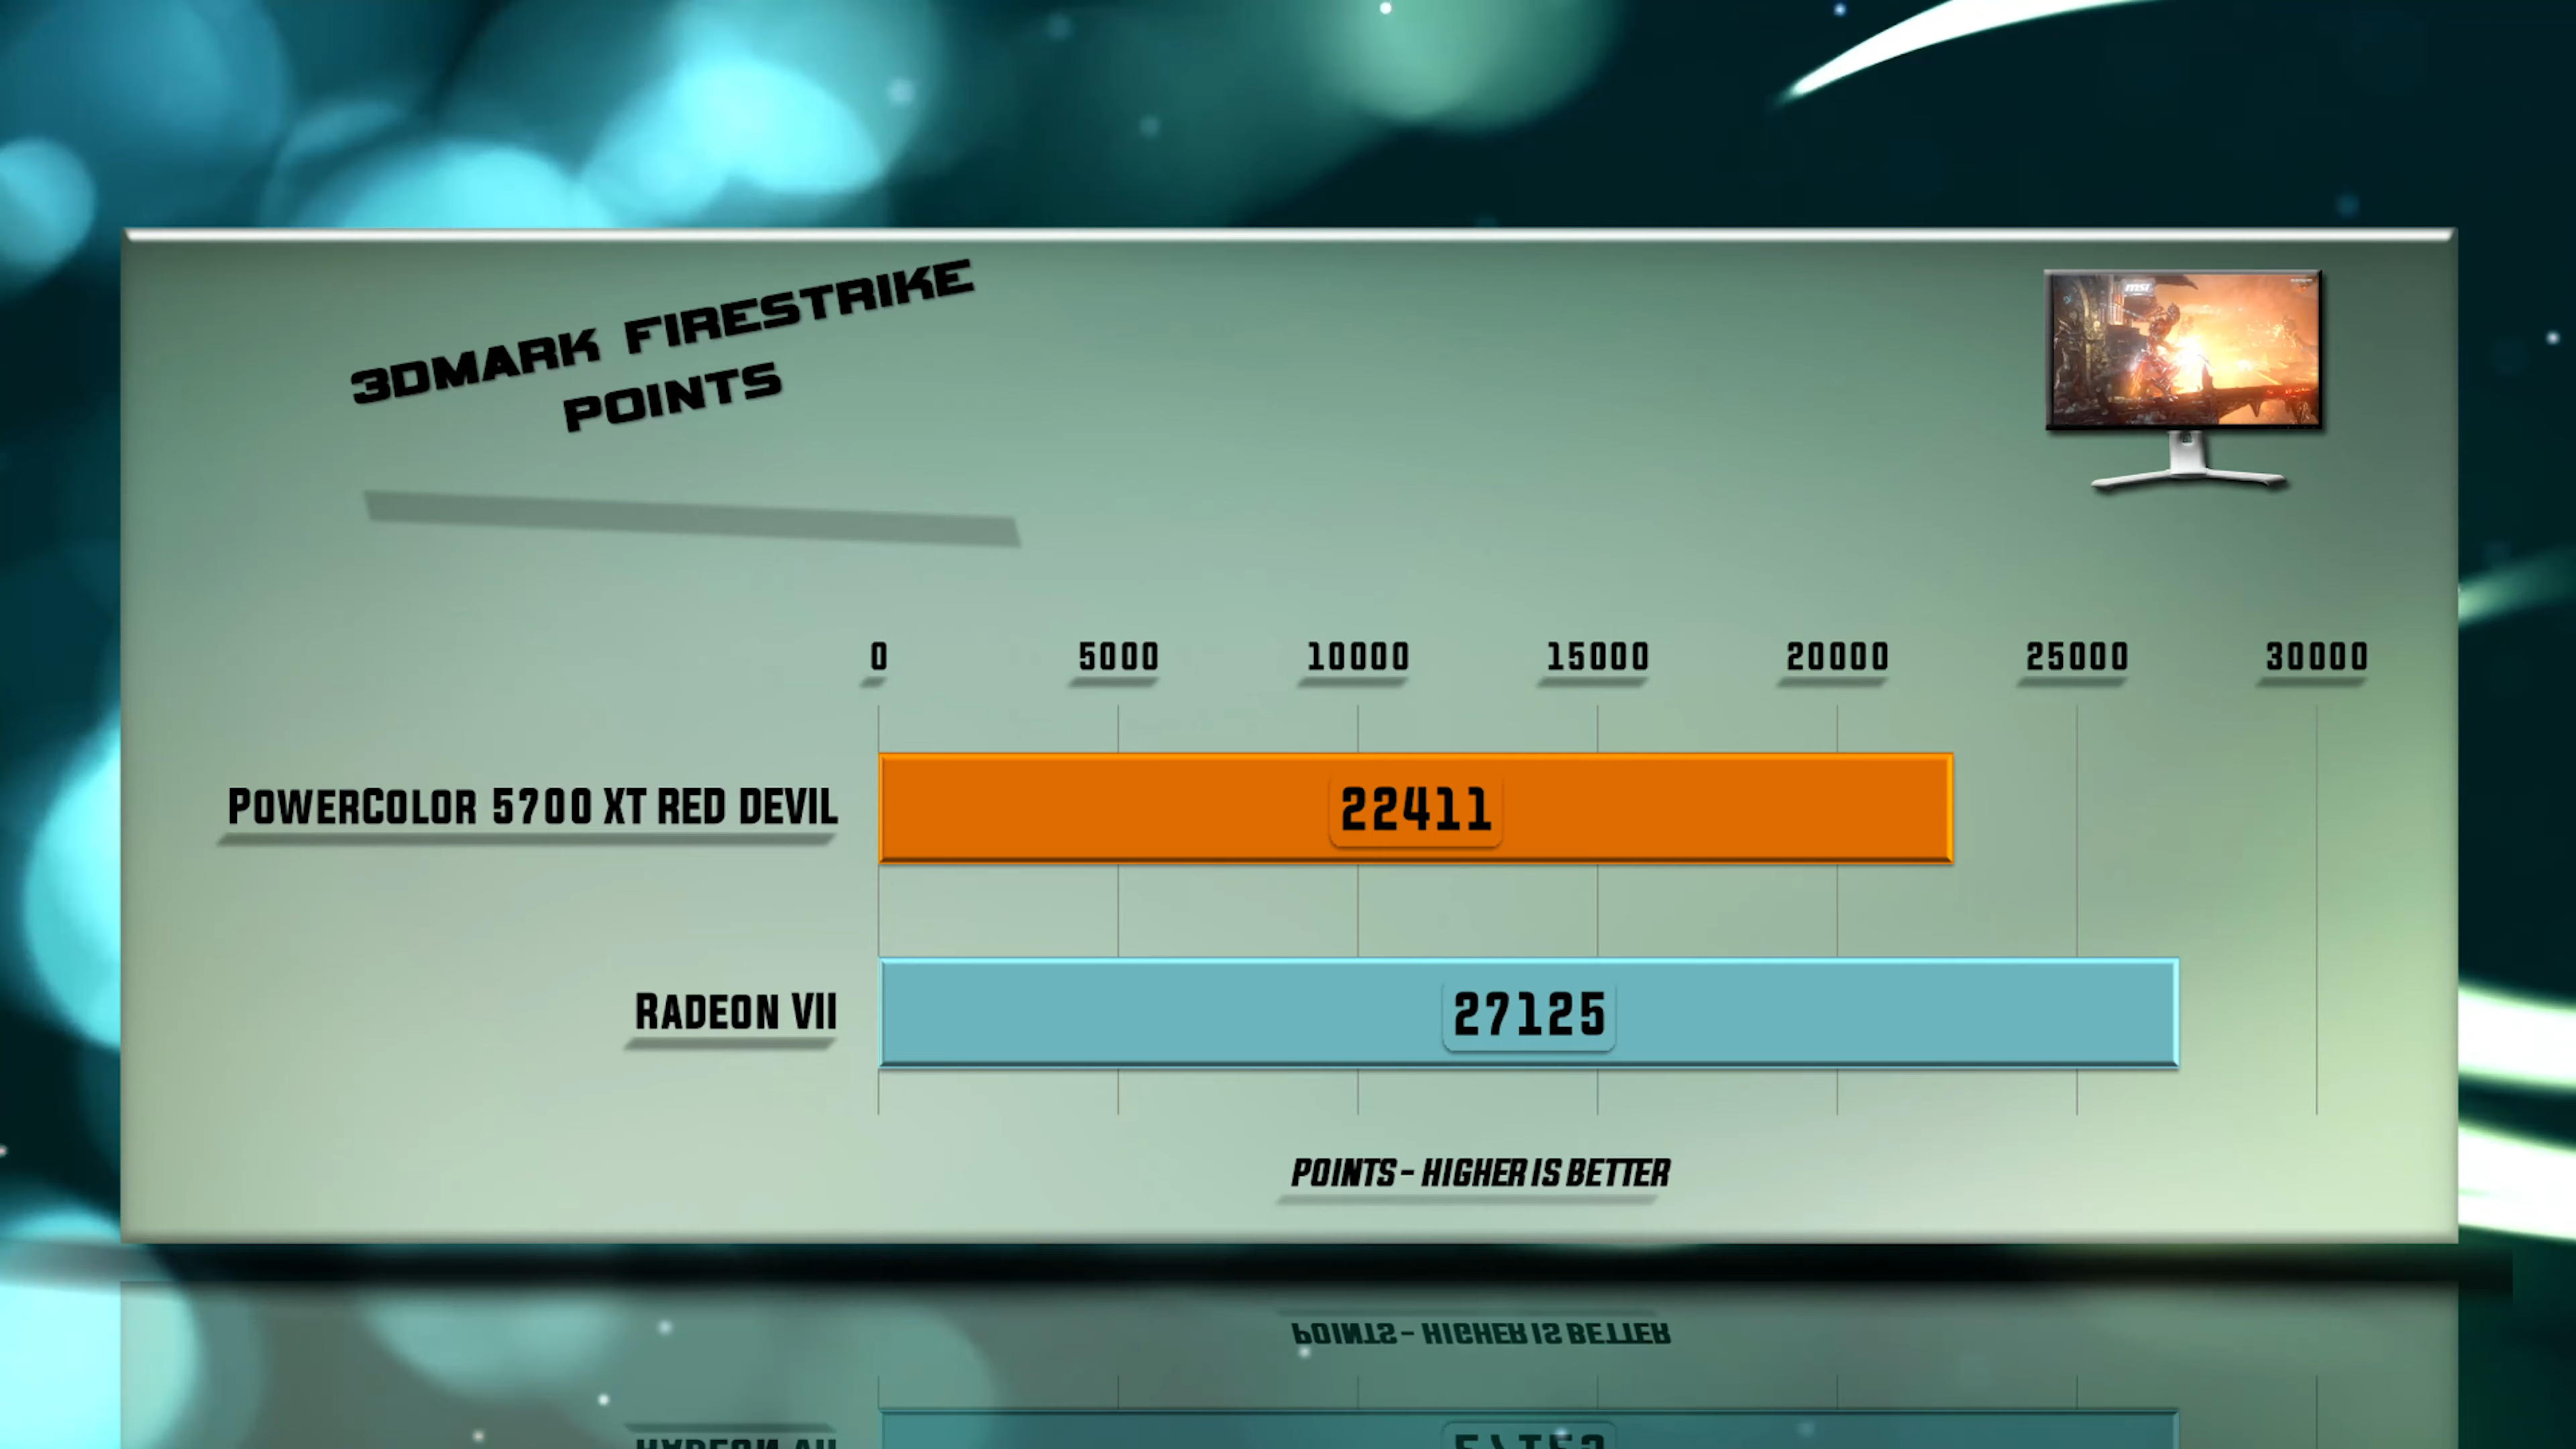 3DMARK FIRESTRIKE
POINTS
msi
0 5000 10000 15000 20000 25000 30000
POWERCOLOR 5700 XT RED DEVIL 22411
RADEON VII 27125
POINTS - HIGHER IS BETTER